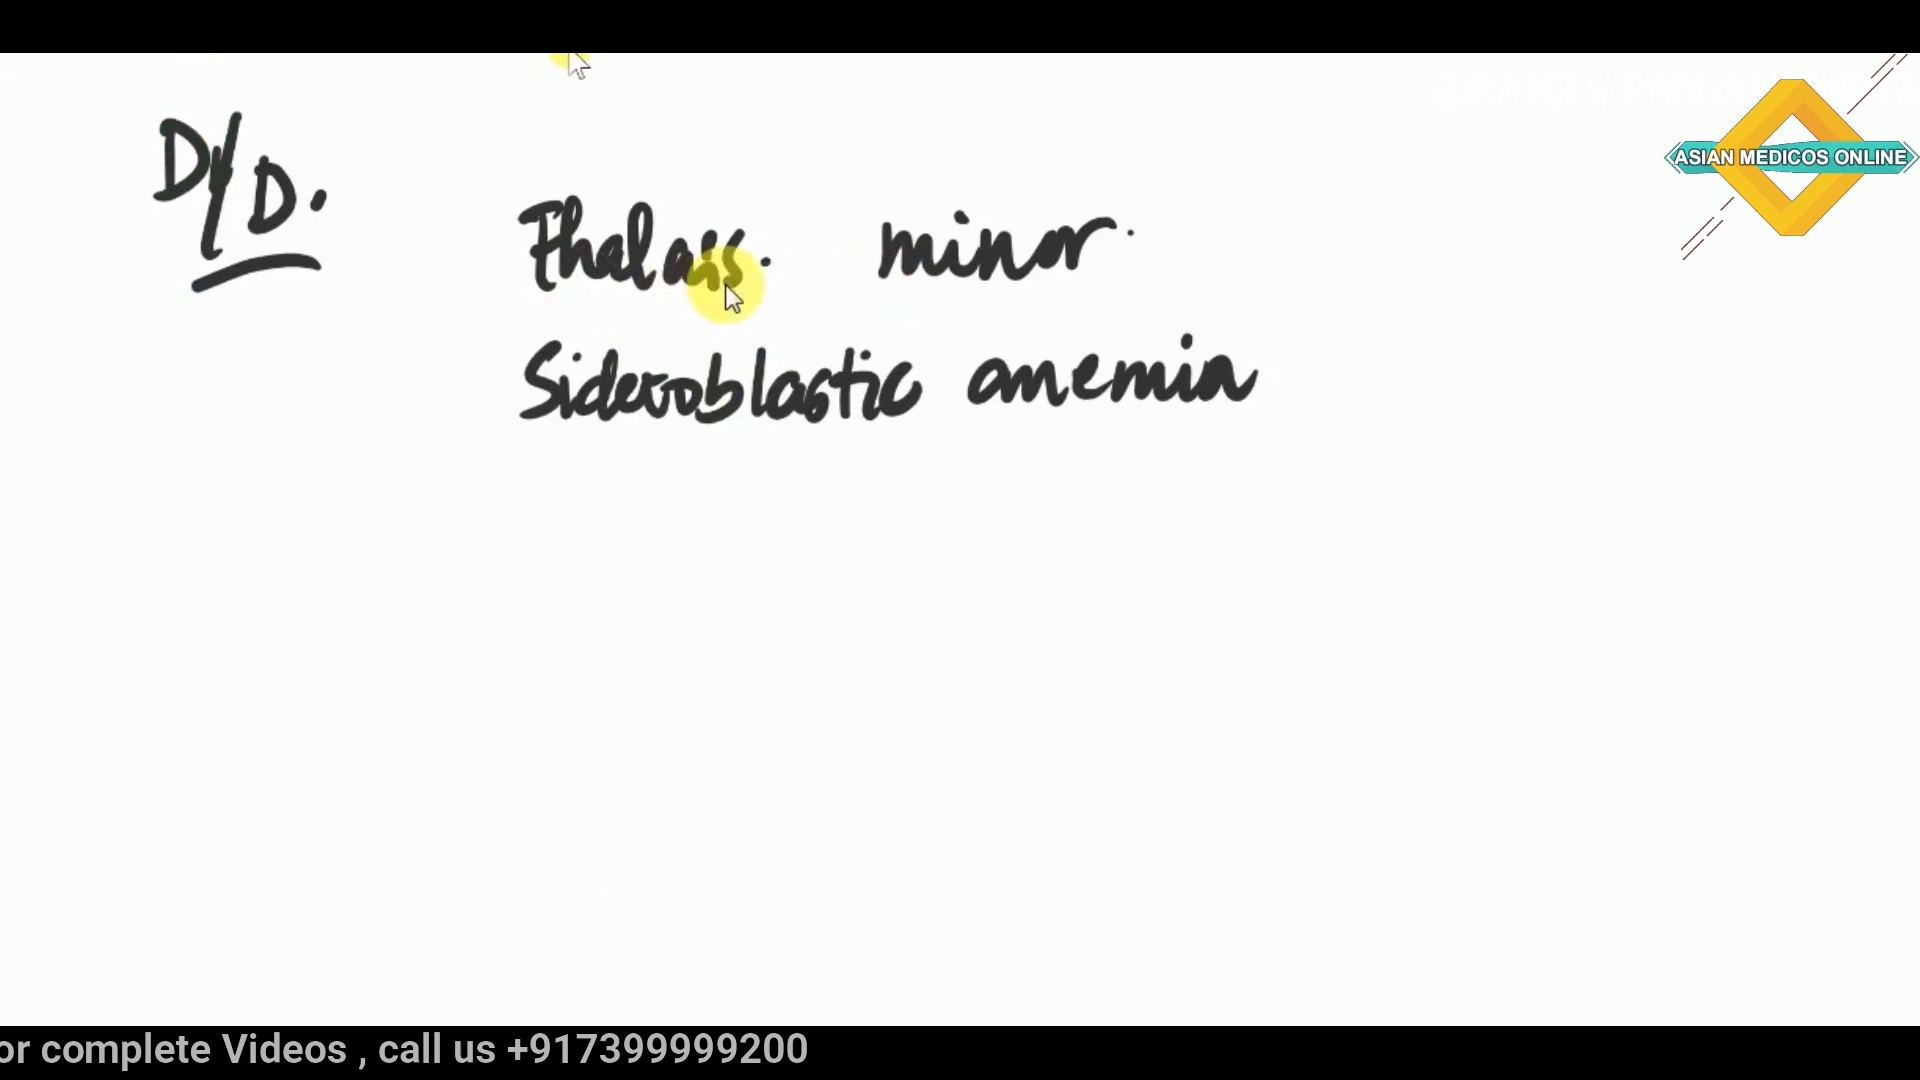 D/D.
Thalass. minor.
Sideroblastic anemia
ASIAN MEDICOS ONLINE
or complete Videos , call us +917399999200